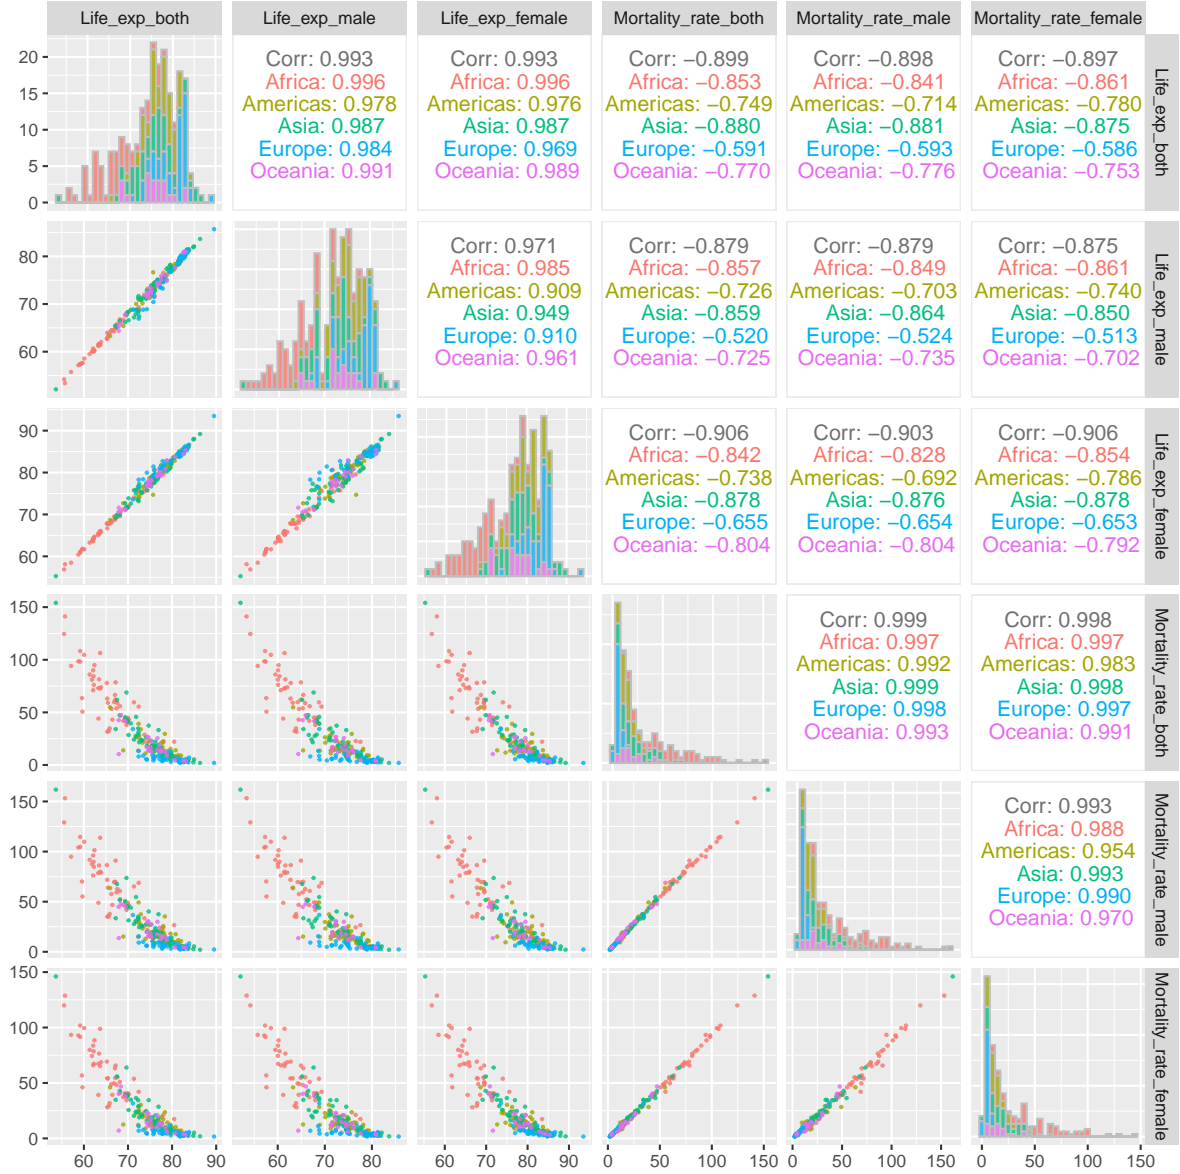 Life_exp_both
Life_exp_male
Life_exp_female
Mortality_rate_both
Mortality_rate_male
Mortality_rate_female
20
15
10
5
0
Corr: 0.993
Africa: 0.996
Americas: 0.978
Asia: 0.987
Europe: 0.984
Oceania: 0.991
Corr: 0.993
Africa: 0.996
Americas: 0.976
Asia: 0.987
Europe: 0.969
Oceania: 0.989
Corr: −0.899
Africa: −0.853
Americas: −0.749
Asia: −0.880
Europe: −0.591
Oceania: −0.770
Corr: −0.898
Africa: −0.841
Americas: −0.714
Asia: −0.881
Europe: −0.593
Oceania: −0.776
Corr: −0.897
Africa: −0.861
Americas: −0.780
Asia: −0.875
Europe: −0.586
Oceania: −0.753
Life_exp_both
80
70
60
Corr: 0.971
Africa: 0.985
Americas: 0.909
Asia: 0.949
Europe: 0.910
Oceania: 0.961
Corr: −0.879
Africa: −0.857
Americas: −0.726
Asia: −0.859
Europe: −0.520
Oceania: −0.725
Corr: −0.879
Africa: −0.849
Americas: −0.703
Asia: −0.864
Europe: −0.524
Oceania: −0.735
Corr: −0.875
Africa: −0.861
Americas: −0.740
Asia: −0.850
Europe: −0.513
Oceania: −0.702
Life_exp_male
90
80
70
60
Corr: −0.906
Africa: −0.842
Americas: −0.738
Asia: −0.878
Europe: −0.655
Oceania: −0.804
Corr: −0.903
Africa: −0.828
Americas: −0.692
Asia: −0.876
Europe: −0.654
Oceania: −0.804
Corr: −0.906
Africa: −0.854
Americas: −0.786
Asia: −0.878
Europe: −0.653
Oceania: −0.792
Life_exp_female
150
100
50
0
Corr: 0.999
Africa: 0.997
Americas: 0.992
Asia: 0.999
Europe: 0.998
Oceania: 0.993
Corr: 0.998
Africa: 0.997
Americas: 0.983
Asia: 0.998
Europe: 0.997
Oceania: 0.991
Mortality_rate_both
150
100
50
0
Corr: 0.993
Africa: 0.988
Americas: 0.954
Asia: 0.993
Europe: 0.990
Oceania: 0.970
Mortality_rate_male
150
100
50
0
Mortality_rate_female
60 70 80 90
60 70 80
60 70 80 90
0 50 100 150
0 50 100 150
0 50 100 150